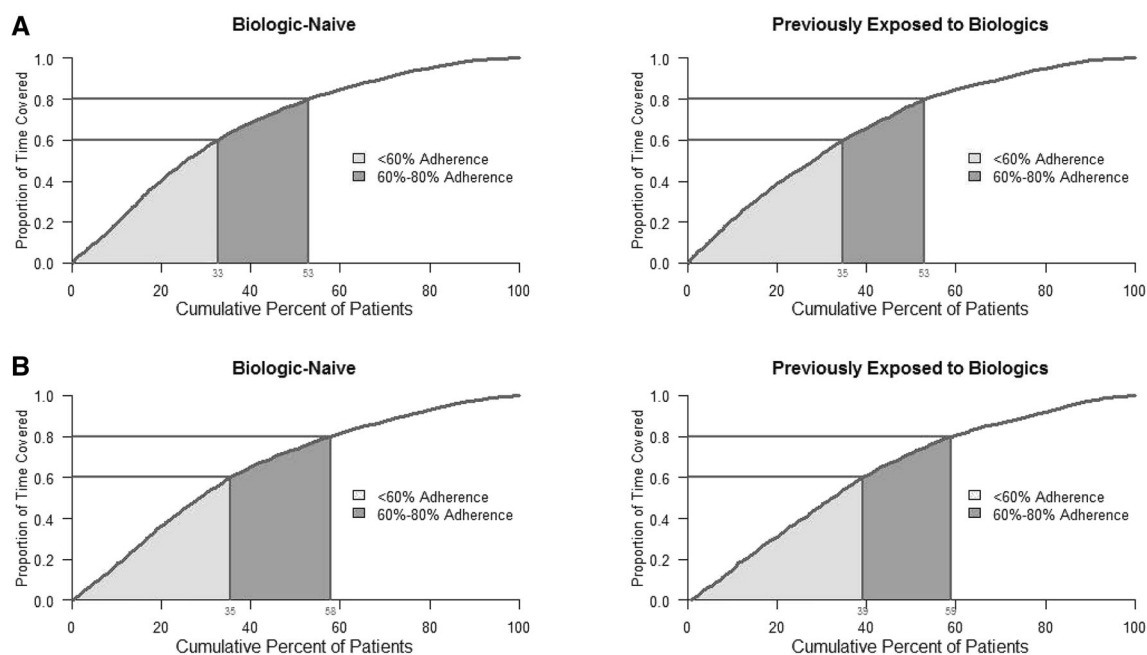 A
Biologic-Naive
Proportion of Time Covered
1.0
0.8
0.6
0.4
0.2
0.0
<60% Adherence
60%-80% Adherence
33
53
0 20 40 60 80 100
Cumulative Percent of Patients
Previously Exposed to Biologics
Proportion of Time Covered
1.0
0.8
0.6
0.4
0.2
0.0
<60% Adherence
60%-80% Adherence
35
53
0 20 40 60 80 100
Cumulative Percent of Patients
B
Biologic-Naive
Proportion of Time Covered
1.0
0.8
0.6
0.4
0.2
0.0
<60% Adherence
60%-80% Adherence
35
58
0 20 40 60 80 100
Cumulative Percent of Patients
Previously Exposed to Biologics
Proportion of Time Covered
1.0
0.8
0.6
0.4
0.2
0.0
<60% Adherence
60%-80% Adherence
39
59
0 20 40 60 80 100
Cumulative Percent of Patients